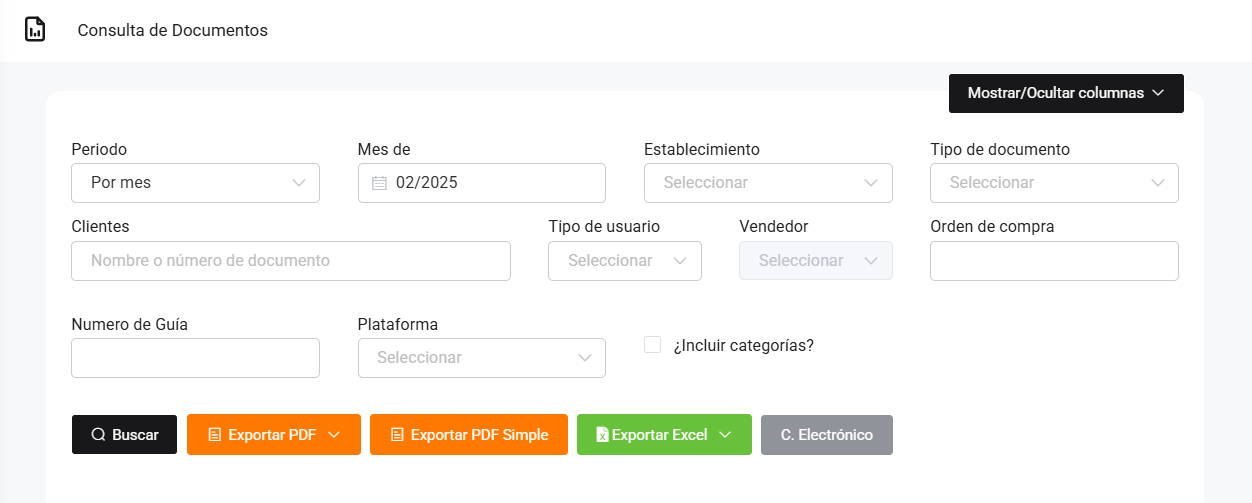 Consulta de Documentos
Mostrar/Ocultar columnas
Periodo Mes de Establecimiento Tipo de documento
Por mes 02/2025 Seleccionar Seleccionar
Clientes Tipo de usuario Vendedor Orden de compra
Nombre o número de documento Seleccionar Seleccionar
Numero de Guía Plataforma
¿Incluir categorías?
Seleccionar
Buscar Exportar PDF Exportar PDF Simple Exportar Excel C. Electrónico